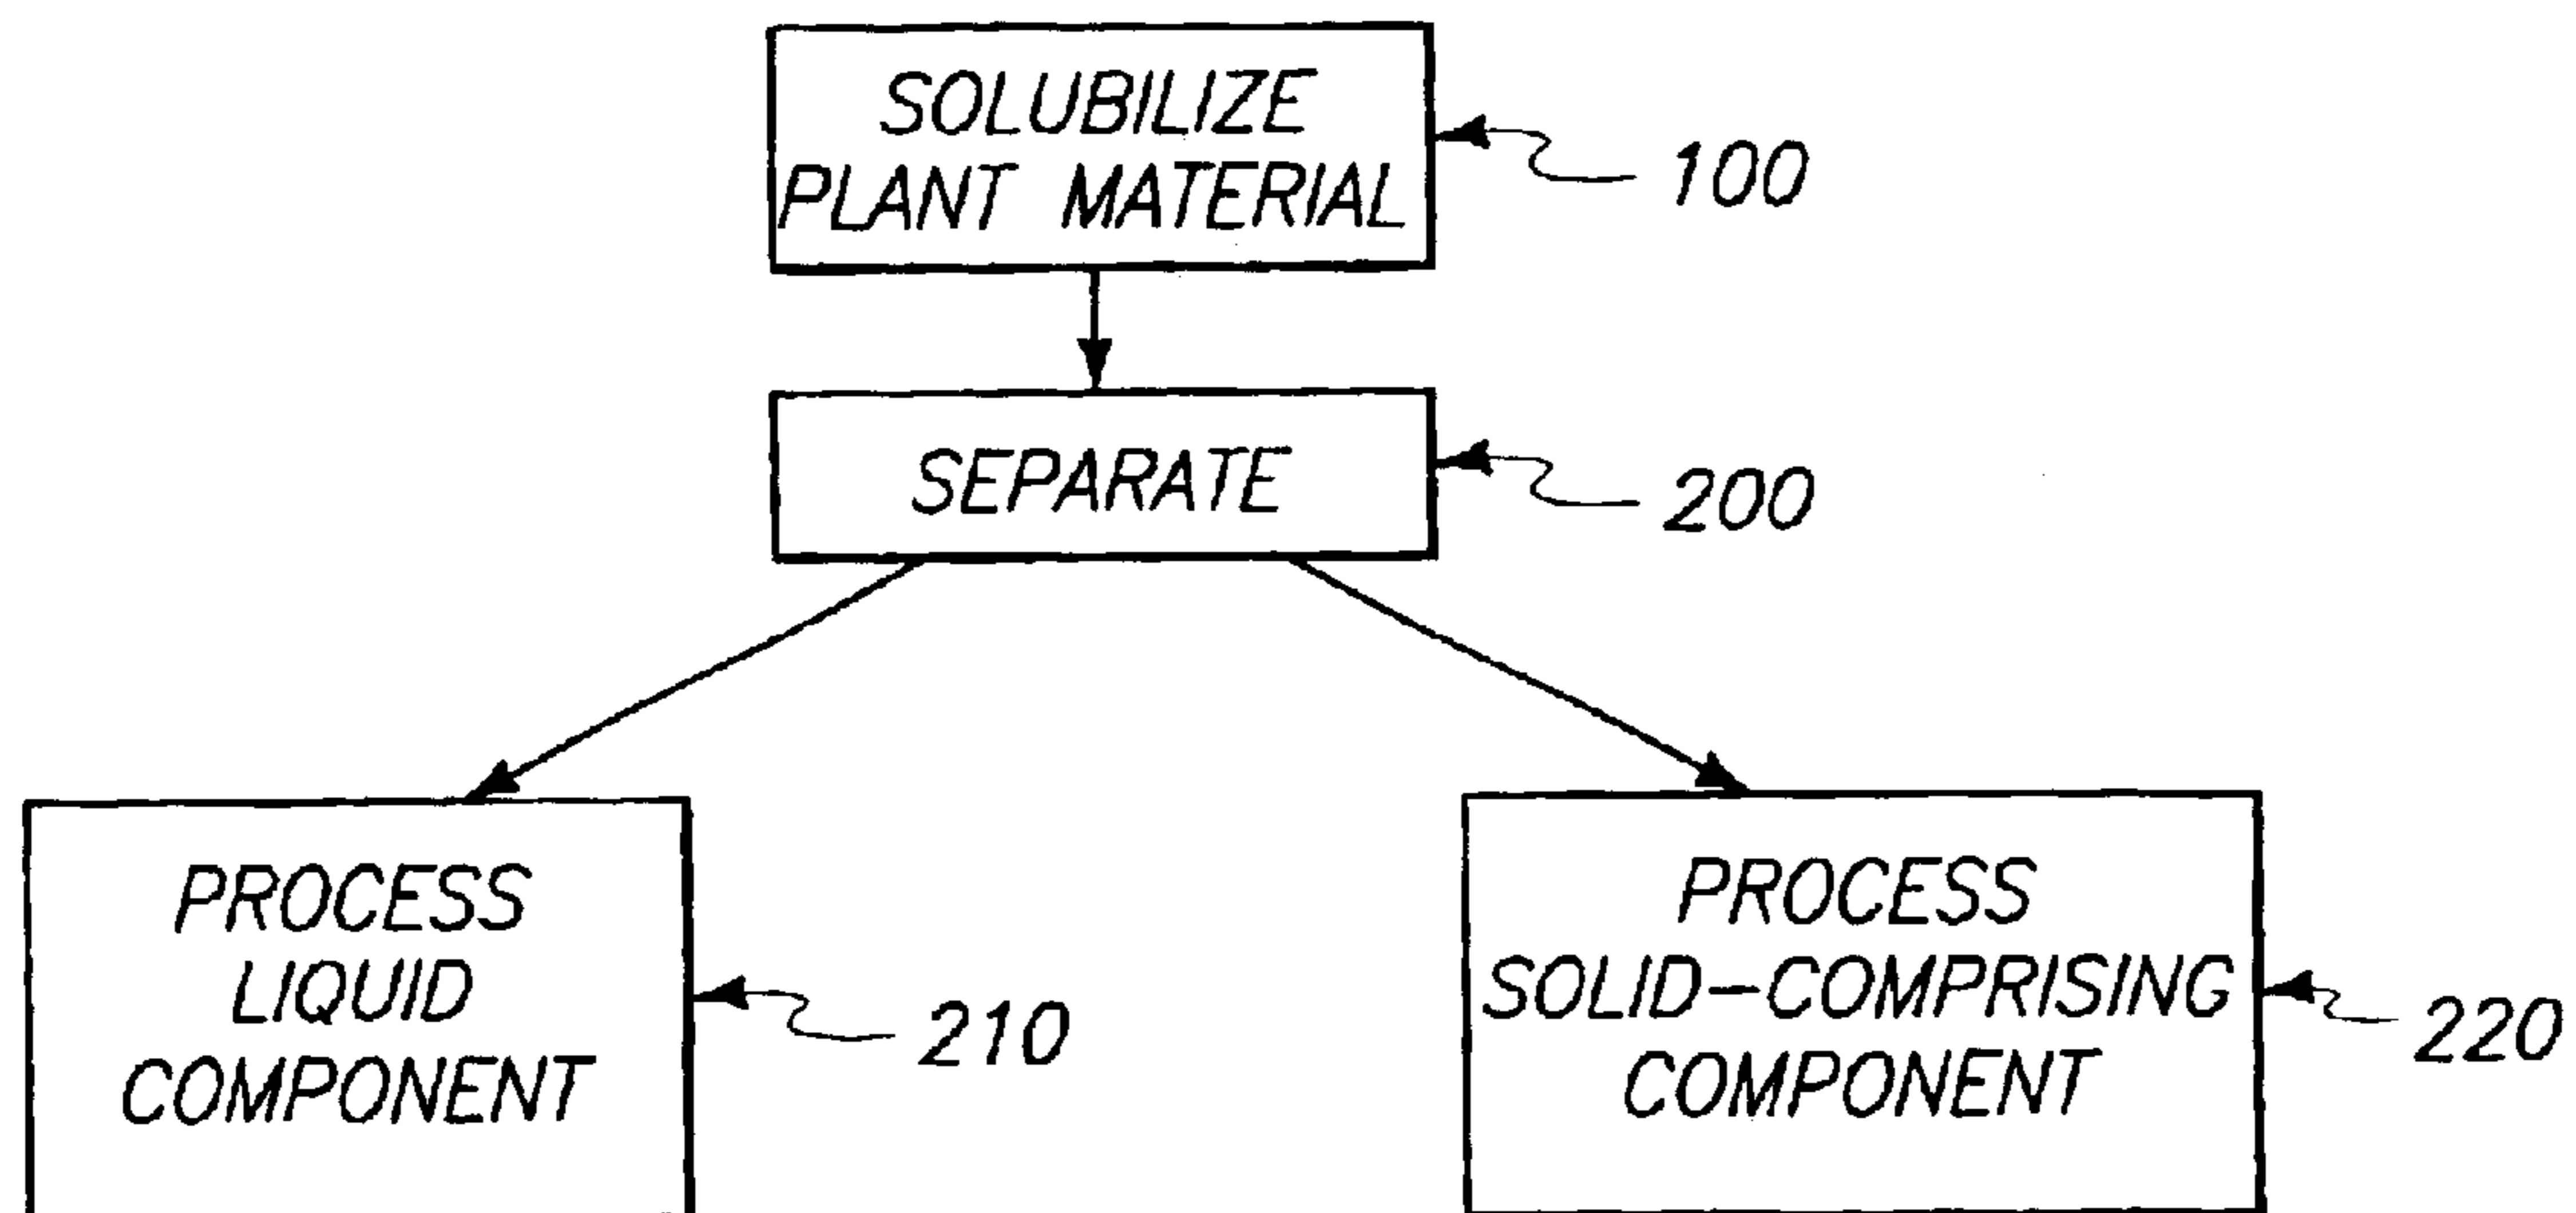 SOLUBILIZE
PLANT MATERIAL
100
SEPARATE
200
PROCESS
LIQUID
COMPONENT
210
PROCESS
SOLID-COMPRISING
COMPONENT
220